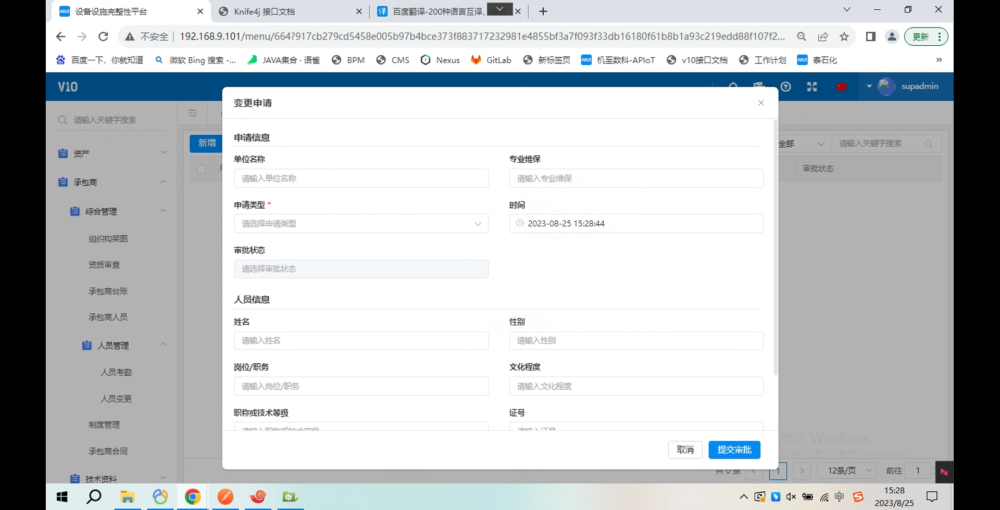 设备设施完整性平台
Knife4j 接口文档
百度翻译-200种语言互译、
不安全
192.168.9.101/menu/664?917cb279cd5458e005b97b4bce373f883717232981e4855bf3a7f093f33db16180f61b8b1a93c219edd88f107f2...
更新
百度一下，你就知道
微软 Bing 搜索 -...
JAVA集合 · 语雀
BPM
CMS
Nexus
GitLab
新标签页
机至数科-APIoT
v10接口文档
工作计划
泰石化
V10
supadmin
请输入关键字搜索
资产
承包商
综合管理
组织构架图
资质审查
承包商台账
承包商人员
人员管理
人员考勤
人员变更
制度管理
承包商合同
技术资料
新增
全部
请输入关键字搜索
审批状态
变更申请
申请信息
单位名称
请输入单位名称
专业维保
请输入专业维保
申请类型 *
请选择申请类型
时间
2023-08-25 15:28:44
审批状态
请选择审批状态
人员信息
姓名
请输入姓名
性别
请输入性别
岗位/职务
请输入岗位/职务
文化程度
请输入文化程度
职称或技术等级
请输入职称或技术等级
证号
请输入证号
取消
提交审批
激活 Windows
转到"设置"以激活 Windows。
共 0 条
1
12条/页
前往
1
中
15:28
2023/8/25